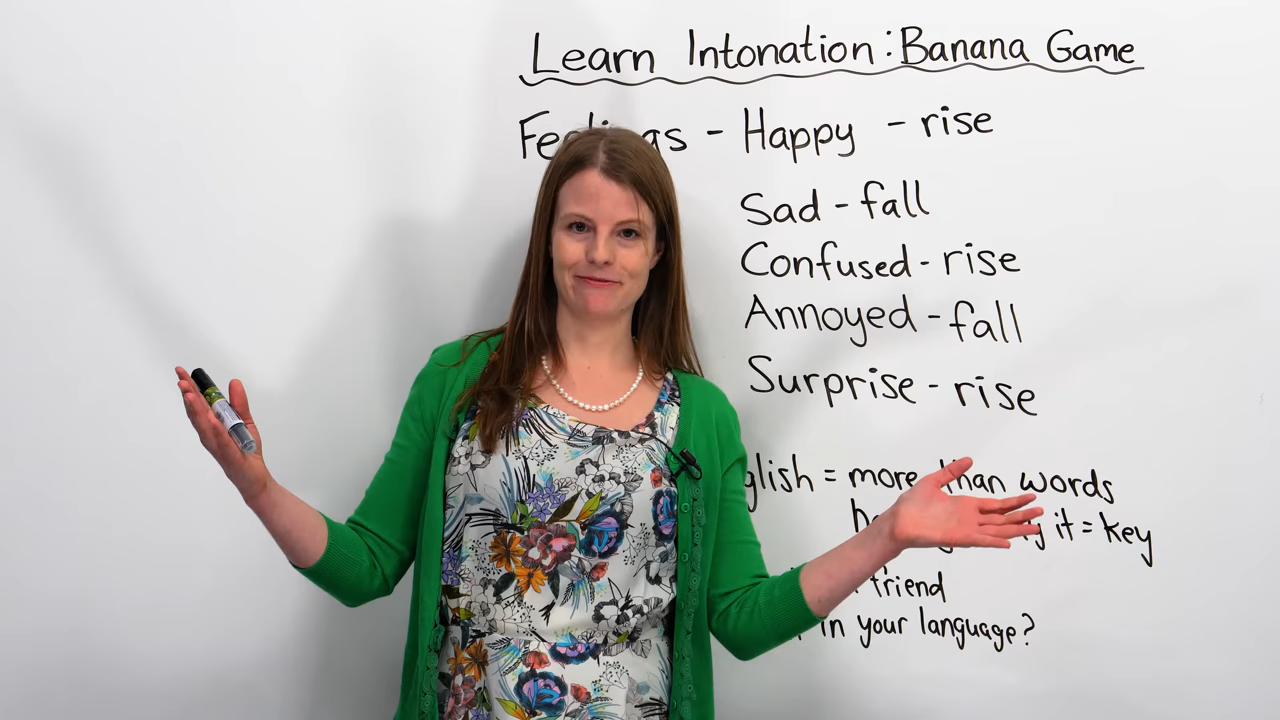 Learn Intonation: Banana Game
Feelings - Happy - rise
Sad - fall
Confused - rise
Annoyed - fall
Surprise - rise
glish = more than words
it = key
friend
in your language?